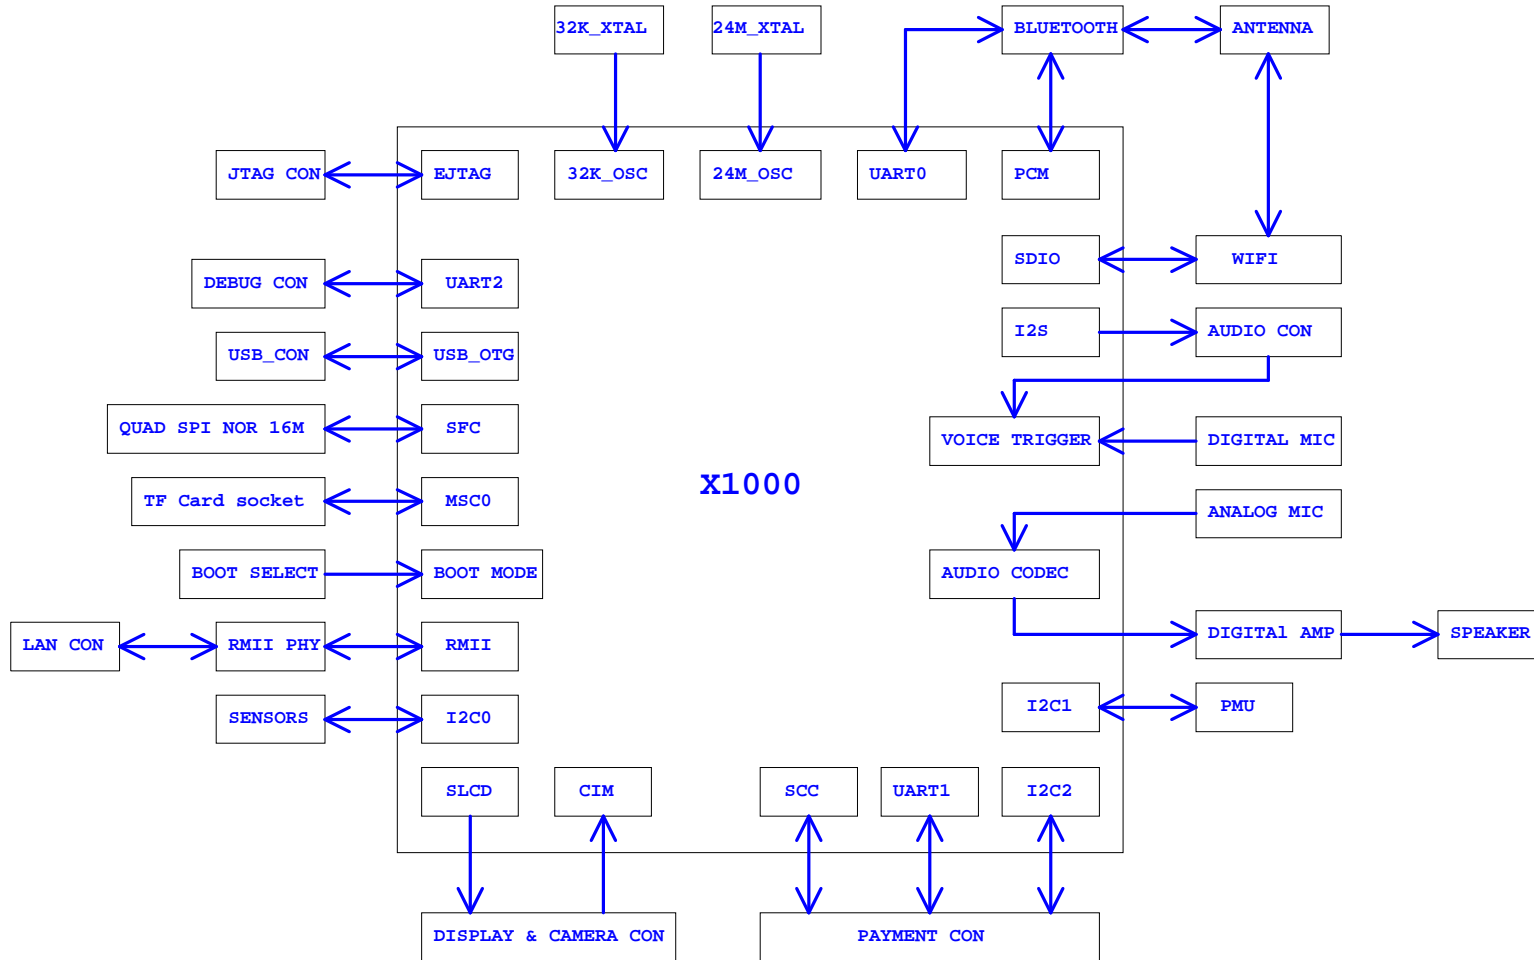 32K_XTAL
24M_XTAL
BLUETOOTH
ANTENNA
JTAG CON
EJTAG
32K_OSC
24M_OSC
UART0
PCM
SDIO
WIFI
DEBUG CON
UART2
I2S
AUDIO CON
USB_CON
USB_OTG
QUAD SPI NOR 16M
SFC
VOICE TRIGGER
DIGITAL MIC
X1000
TF Card socket
MSC0
ANALOG MIC
BOOT SELECT
BOOT MODE
AUDIO CODEC
LAN CON
RMII PHY
RMII
DIGITAl AMP
SPEAKER
SENSORS
I2C0
I2C1
PMU
SLCD
CIM
SCC
UART1
I2C2
DISPLAY & CAMERA CON
PAYMENT CON